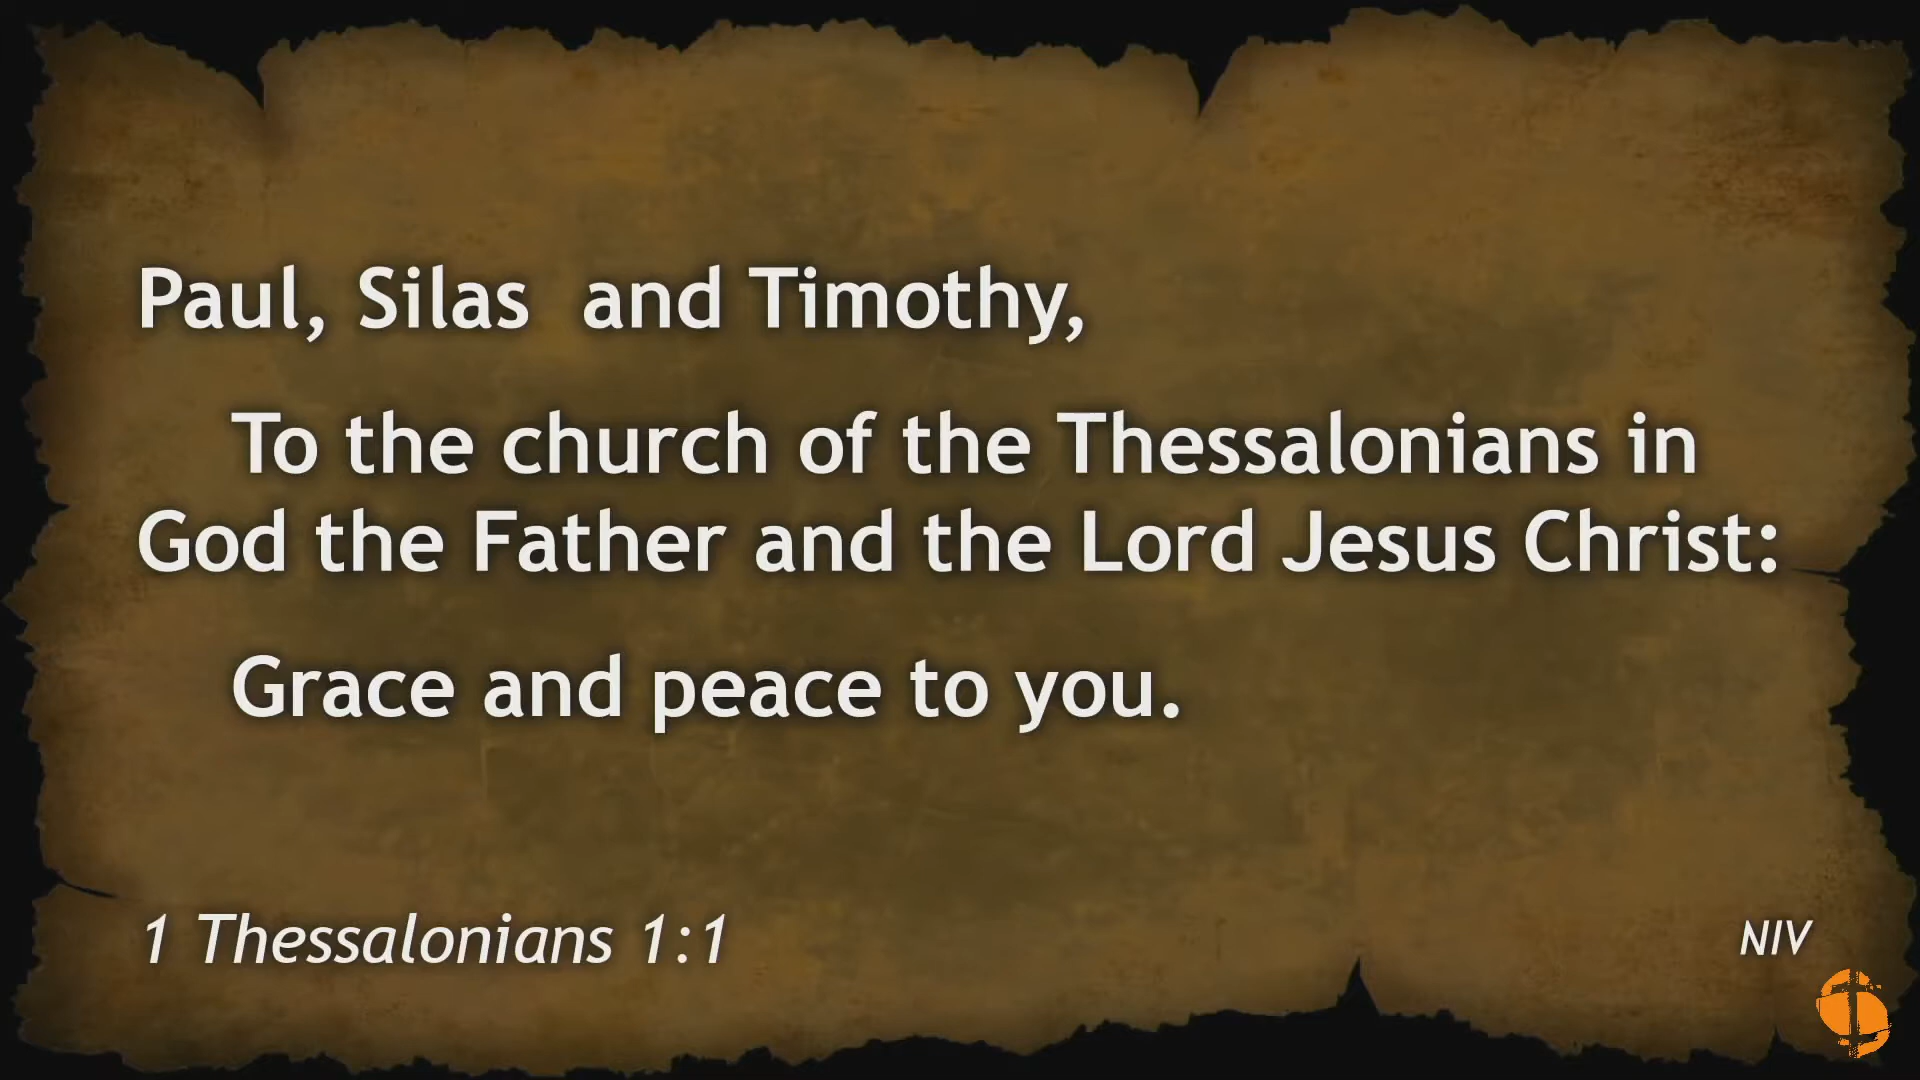 Paul, Silas  and Timothy,
To the church of the Thessalonians in
God the Father and the Lord Jesus Christ:
Grace and peace to you.
1 Thessalonians 1:1
NIV